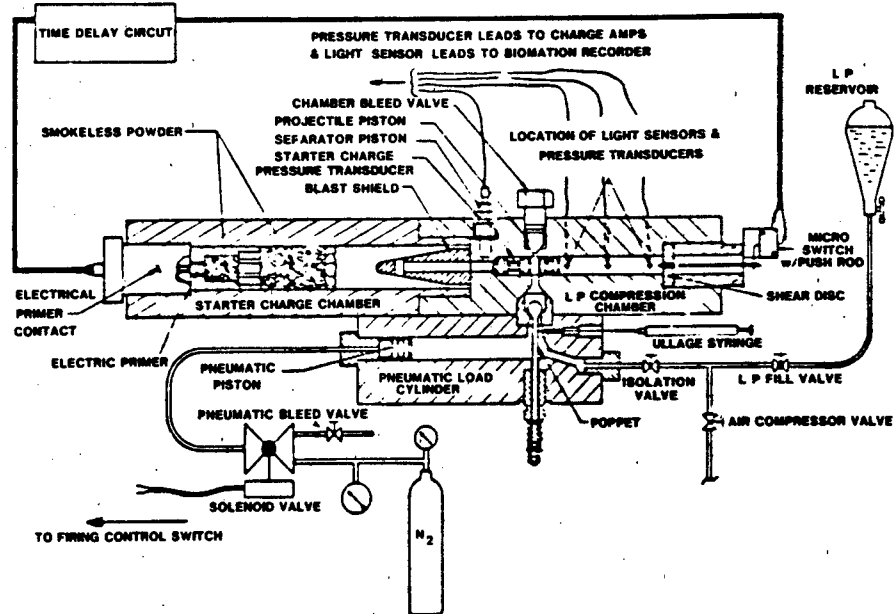 TIME DELAY CIRCUT
PRESSURE TRANSDUCER LEADS TO CHARGE AMPS
& LIGHT SENSOR LEADS TO BIOMATION RECORDER
L P
RESERVOIR
CHAMBER BLEED VALVE
PROJECTILE PISTON
SEPARATOR PISTON
STARTER CHARGE
PRESSURE TRANSDUCER
BLAST SHIELD
SMOKELESS POWDER
LOCATION OF LIGHT SENSORS &
PRESSURE TRANSDUCERS
MICRO
SWITCH
W/PUSH ROD
ELECTRICAL
PRIMER
CONTACT
STARTER CHARGE CHAMBER
L P COMPRESSION
CHAMBER
SHEAR DISC
ELECTRIC PRIMER
ULLAGE SYRINGE
PNEUMATIC
PISTON
PNEUMATIC LOAD
CYLINDER
ISOLATION
VALVE
L P FILL VALVE
PNEUMATIC BLEED VALVE
POPPET
AIR COMPRESSOR VALVE
SOLENOID VALVE
N2
TO FIRING CONTROL SWITCH